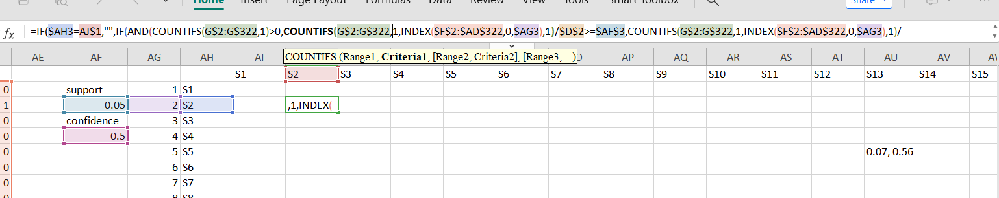 Home Insert Page Layout Formulas Data Review View Tools Smart Toolbox Share
fx =IF($AH3=AJ$1,"",IF(AND(COUNTIFS(G$2:G$322,1)>0,COUNTIFS(G$2:G$322,1,INDEX($F$2:$AD$322,0,$AG3),1)/$D$2>=$AF$3,COUNTIFS(G$2:G$322,1,INDEX($F$2:$AD$322,0,$AG3),1)/
COUNTIFS (Range1, Criteria1, [Range2, Criteria2], [Range3, ...)
AE AF AG AH AI AP AQ AR AS AT AU AV
S1 S2 S3 S4 S5 S6 S7 S8 S9 S10 S11 S12 S13 S14 S15
0 support 1 S1
1 0.05 2 S2 ,1,INDEX(
0 confidence 3 S3
0 0.5 4 S4
0 5 S5 0.07, 0.56
0 6 S6
0 7 S7
0 8 S8